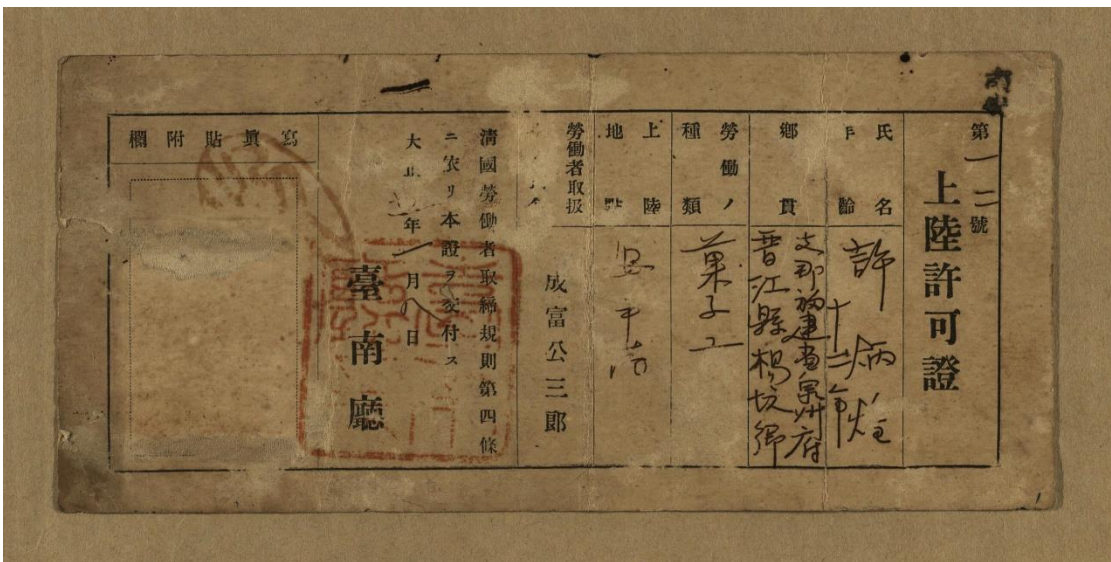 第一二號
上陸許可證
氏名
年齡
許炳烇
十二年
鄉貫
支那福建省泉州府
晋江縣楊坑鄉
勞働ノ
種類
菓子工
上陸
地點
安平港
勞働者取扱
成富公三郎
清國勞働者取締規則第四條
ニ依リ本證ヲ交付ス
大正 年一月八日
臺南廳
寫眞貼附欄